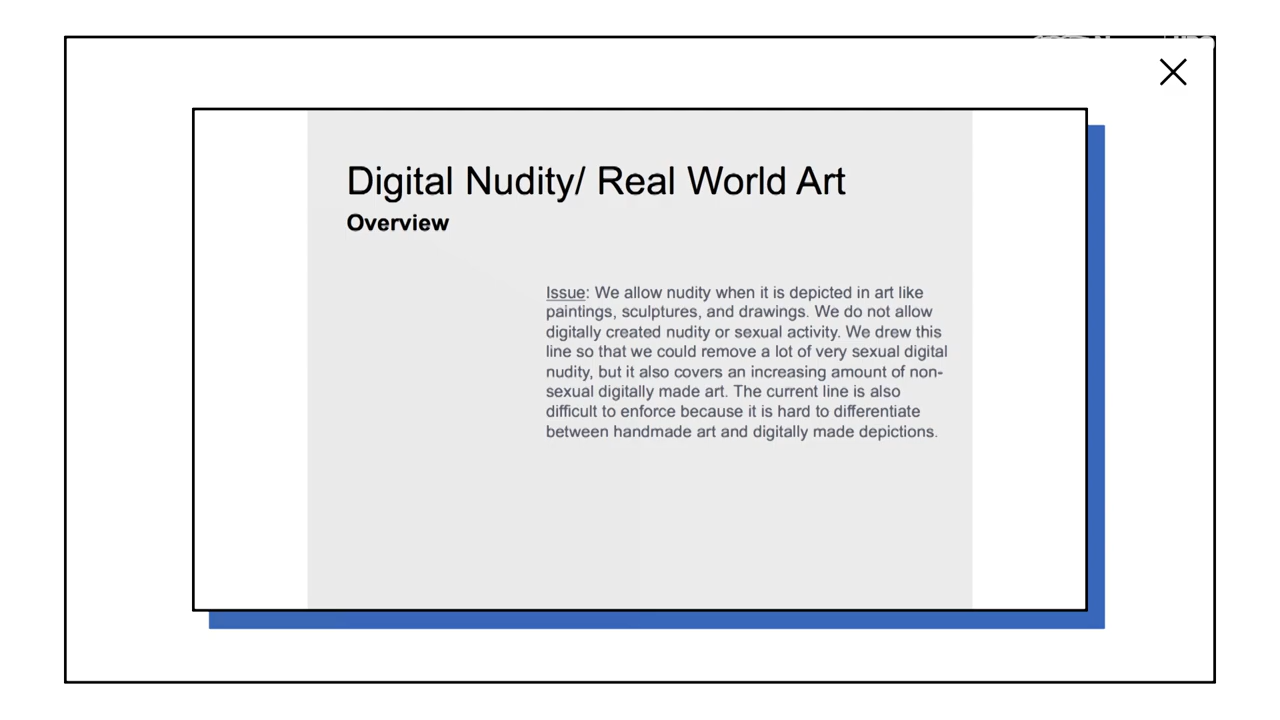 Digital Nudity/ Real World Art
Overview
Issue: We allow nudity when it is depicted in art like
paintings, sculptures, and drawings. We do not allow
digitally created nudity or sexual activity. We drew this
line so that we could remove a lot of very sexual digital
nudity, but it also covers an increasing amount of non-
sexual digitally made art. The current line is also
difficult to enforce because it is hard to differentiate
between handmade art and digitally made depictions.